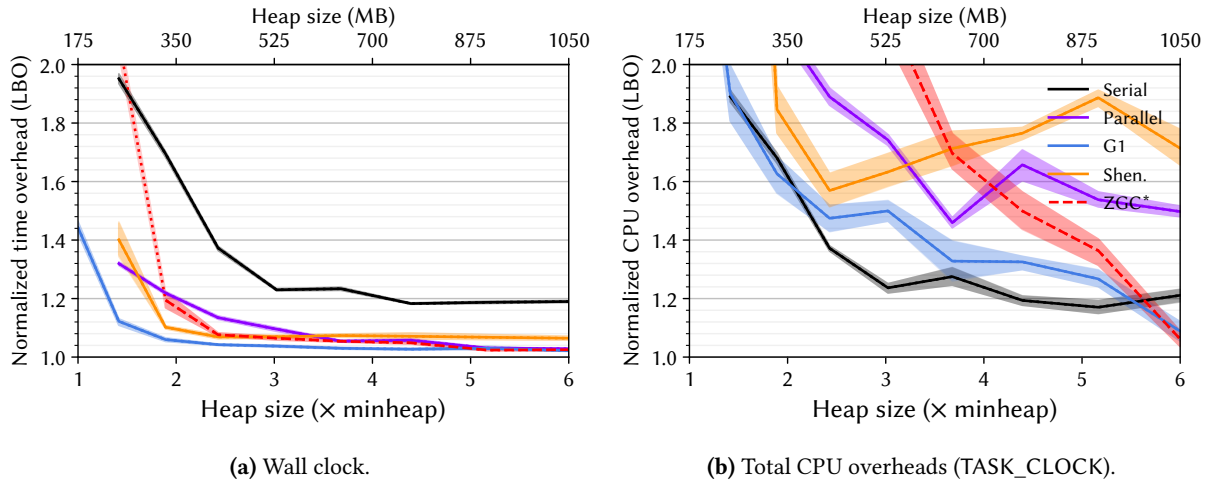 Heap size (MB)
175 350 525 700 875 1050
Normalized time overhead (LBO)
2.0
1.8
1.6
1.4
1.2
1.0
1 2 3 4 5 6
Heap size (× minheap)
(a) Wall clock.
Heap size (MB)
175 350 525 700 875 1050
Normalized CPU overhead (LBO)
2.0
1.8
1.6
1.4
1.2
1.0
Serial
Parallel
G1
Shen.
ZGC*
1 2 3 4 5 6
Heap size (× minheap)
(b) Total CPU overheads (TASK_CLOCK).